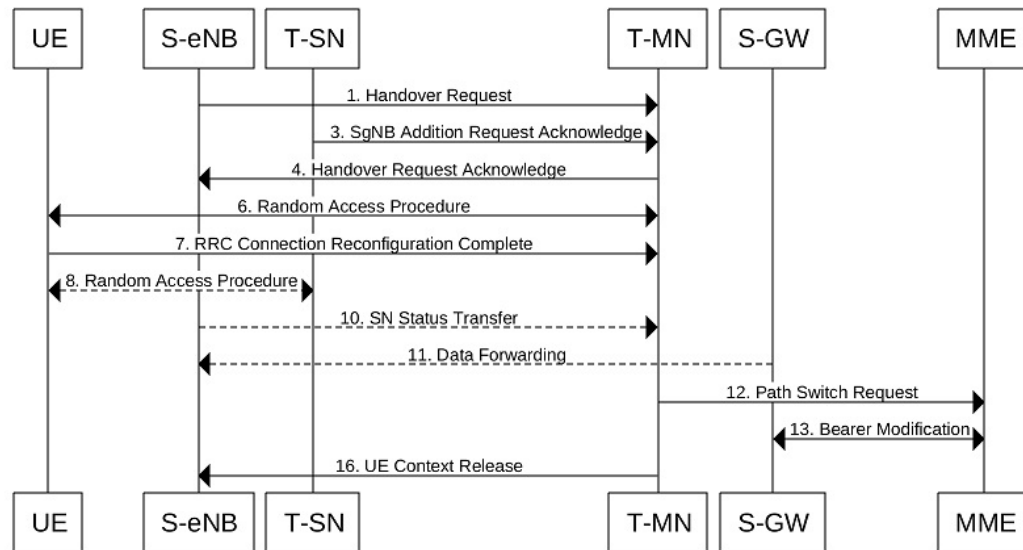 UE S-eNB T-SN T-MN S-GW MME
1. Handover Request
3. SgNB Addition Request Acknowledge
4. Handover Request Acknowledge
6. Random Access Procedure
7. RRC Connection Reconfiguration Complete
8. Random Access Procedure
10. SN Status Transfer
11. Data Forwarding
12. Path Switch Request
13. Bearer Modification
16. UE Context Release
UE S-eNB T-SN T-MN S-GW MME